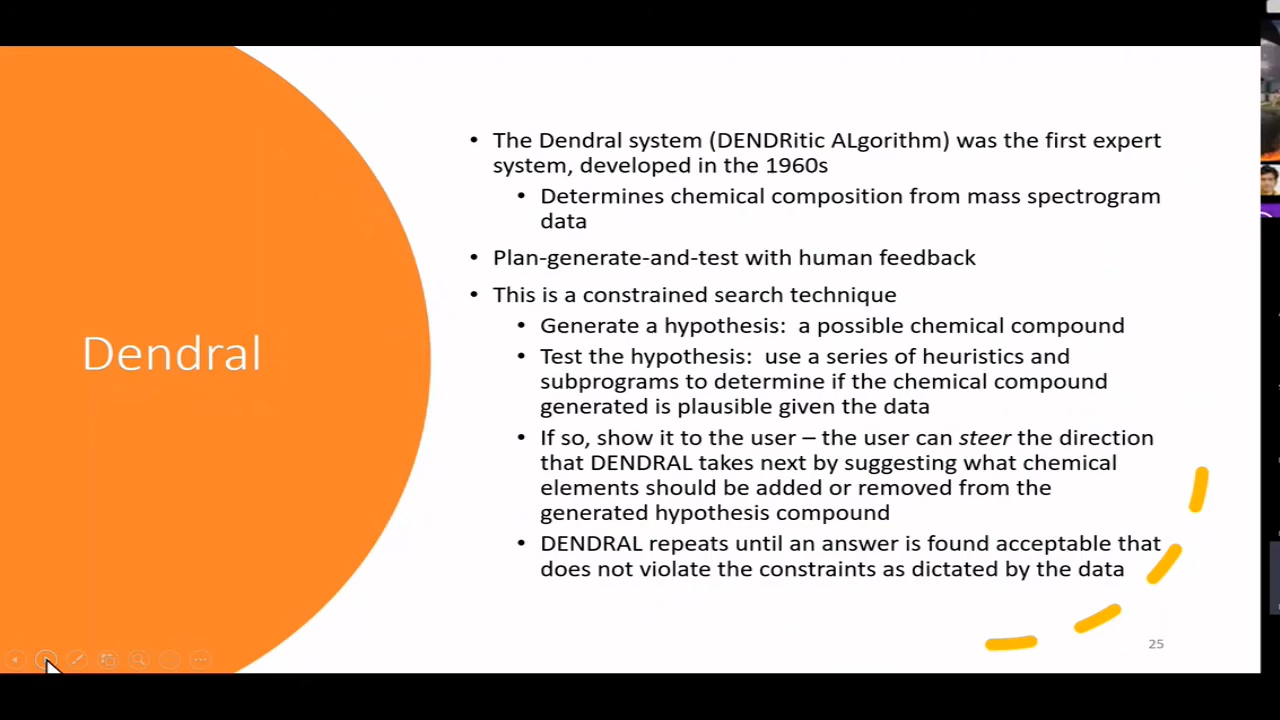 Dendral
• The Dendral system (DENDRitic ALgorithm) was the first expert
system, developed in the 1960s
• Determines chemical composition from mass spectrogram
data
• Plan-generate-and-test with human feedback
• This is a constrained search technique
• Generate a hypothesis:  a possible chemical compound
• Test the hypothesis:  use a series of heuristics and
subprograms to determine if the chemical compound
generated is plausible given the data
• If so, show it to the user – the user can steer the direction
that DENDRAL takes next by suggesting what chemical
elements should be added or removed from the
generated hypothesis compound
• DENDRAL repeats until an answer is found acceptable that
does not violate the constraints as dictated by the data
25